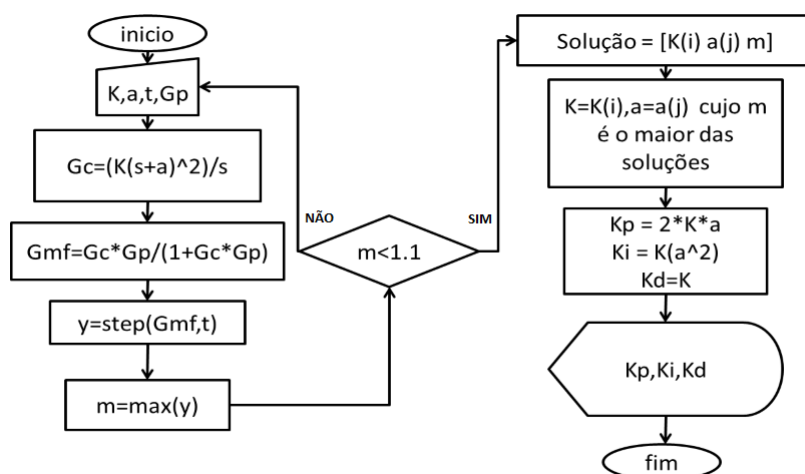 inicio
K,a,t,Gp
Gc=(K(s+a)^2)/s
Gmf=Gc*Gp/(1+Gc*Gp)
y=step(Gmf,t)
m=max(y)
NÃO
m<1.1
SIM
Solução = [K(i) a(j) m]
K=K(i),a=a(j) cujo m
é o maior das
soluções
Kp = 2*K*a
Ki = K(a^2)
Kd=K
Kp,Ki,Kd
fim